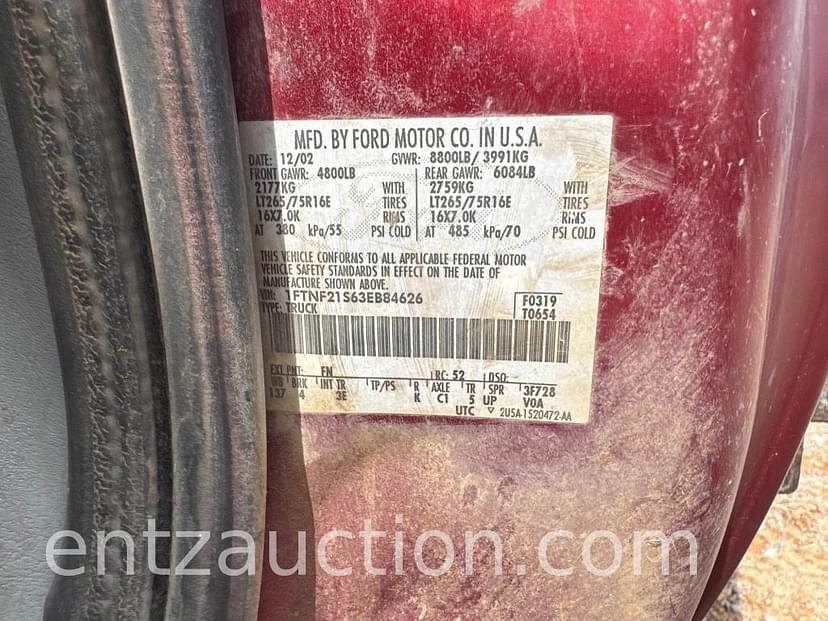 MFD. BY FORD MOTOR CO. IN U.S.A.
DATE: 12/02 GVWR: 8800LB/ 3991KG
FRONT GAWR: 4800LB REAR GAWR: 6084LB
2177KG WITH 2759KG WITH
LT265/75R16E TIRES LT265/75R16E TIRES
16X7.0K RIMS 16X7.0K RIMS
AT 380 kPa/55 PSI COLD AT 485 kPa/70 PSI COLD
THIS VEHICLE CONFORMS TO ALL APPLICABLE FEDERAL MOTOR
VEHICLE SAFETY STANDARDS IN EFFECT ON THE DATE OF
MANUFACTURE SHOWN ABOVE.
VIN: 1FTNF21S63EB84626 F0319
TYPE: TRUCK T0654
EXT PNT: FN RC: 52 DSO:
WB BRK INT TR TP/PS R AXLE TR SPR 3F728
137 4 3E K C1 5 UP V0A
UTC ▽ 2USA-1520472-AA
entzauction.com